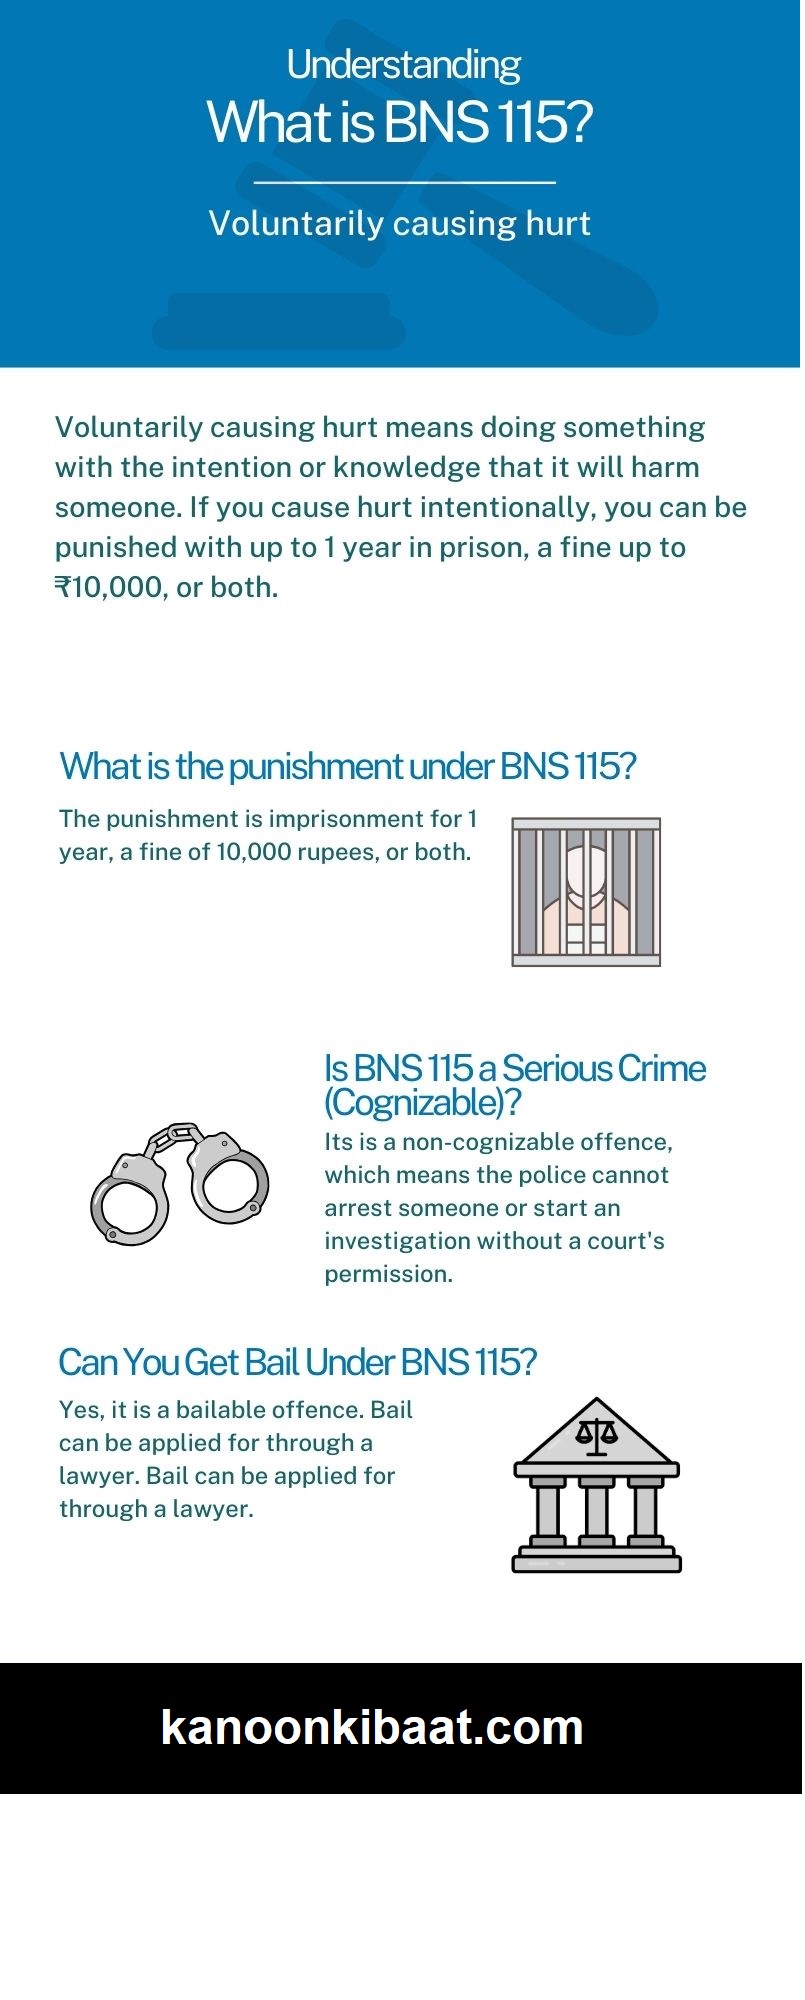 Understanding
What is BNS 115?
Voluntarily causing hurt
Voluntarily causing hurt means doing something
with the intention or knowledge that it will harm
someone. If you cause hurt intentionally, you can be
punished with up to 1 year in prison, a fine up to
₹10,000, or both.
What is the punishment under BNS 115?
The punishment is imprisonment for 1
year, a fine of 10,000 rupees, or both.
Is BNS 115 a Serious Crime
(Cognizable)?
Its is a non-cognizable offence,
which means the police cannot
arrest someone or start an
investigation without a court's
permission.
Can You Get Bail Under BNS 115?
Yes, it is a bailable offence. Bail
can be applied for through a
lawyer. Bail can be applied for
through a lawyer.
kanoonkibaat.com